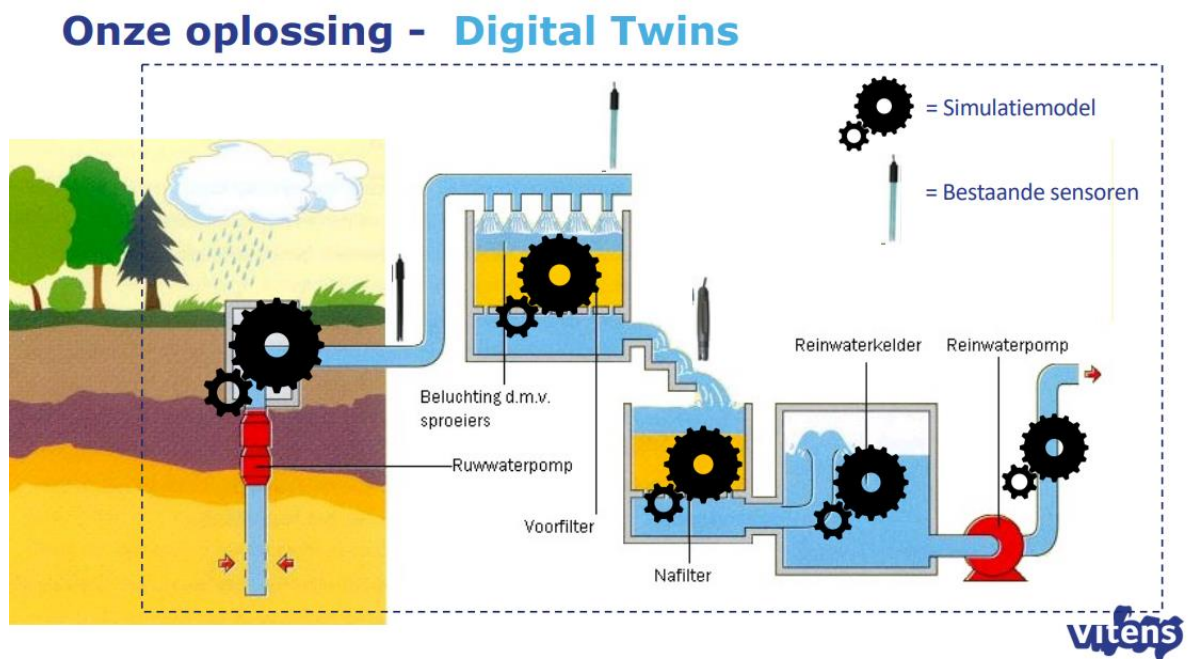 Onze oplossing - Digital Twins
= Simulatiemodel
= Bestaande sensoren
Reinwaterkelder
Reinwaterpomp
Beluchting d.m.v.
sproeiers
Ruwwaterpomp
Voorfilter
Nafilter
vitens